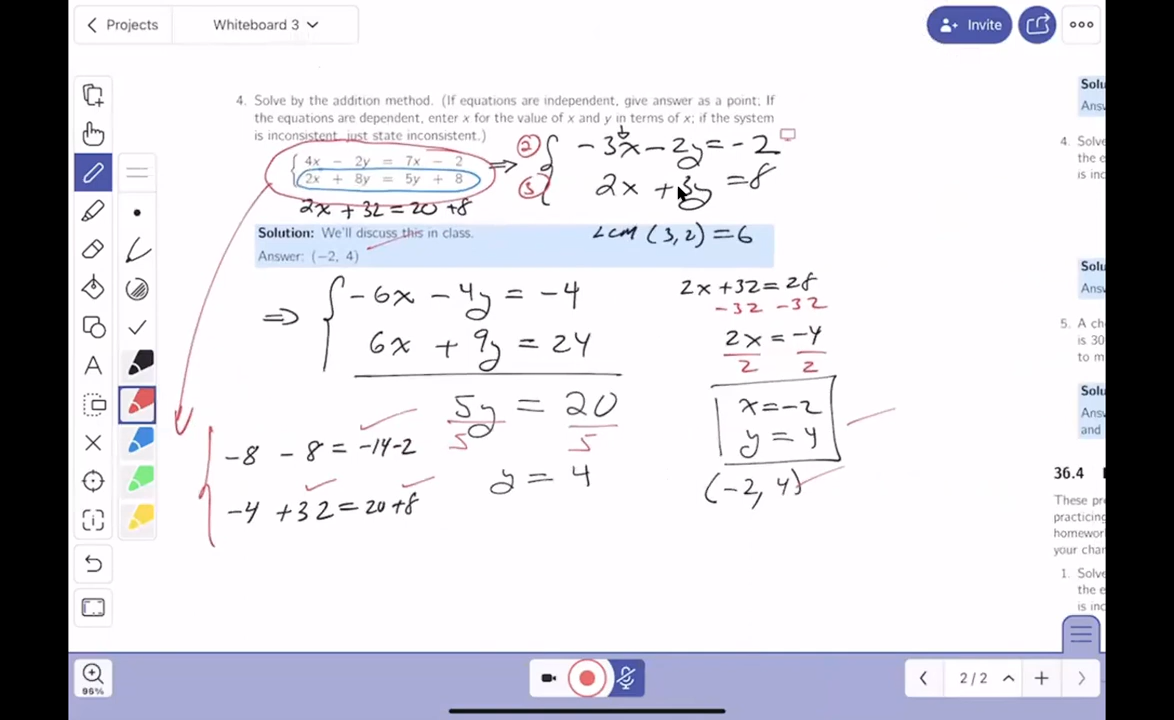 Projects
Whiteboard 3
Invite
4. Solve by the addition method. (If equations are independent, give answer as a point; If
the equations are dependent, enter x for the value of x and y in terms of x; if the system
is inconsistent, just state inconsistent.)
4x − 2y = 7x − 2
2x + 8y = 5y + 8
2x + 32 = 20 + 8
⇒
2 -3x - 2y = -2
3 2x + 3y = 8
LCM (3, 2) = 6
Solution: We'll discuss this in class.
Answer: (−2, 4)
⇒ -6x - 4y = -4
6x + 9y = 24
5y = 20
5 5
y = 4
2x + 32 = 28
-32 -32
2x = -4
2 2
x = -2
y = 4
(-2, 4)
-8 - 8 = -14 - 2
-4 + 32 = 20 + 8
Solu
Ans
4. Solve
the e
is inc
Solu
Ans
5. A ch
is 30
to m
Solu
Ans
and
36.4
These pr
practicing
homewor
your char
1. Solve
the e
is inc
A
96%
2/2